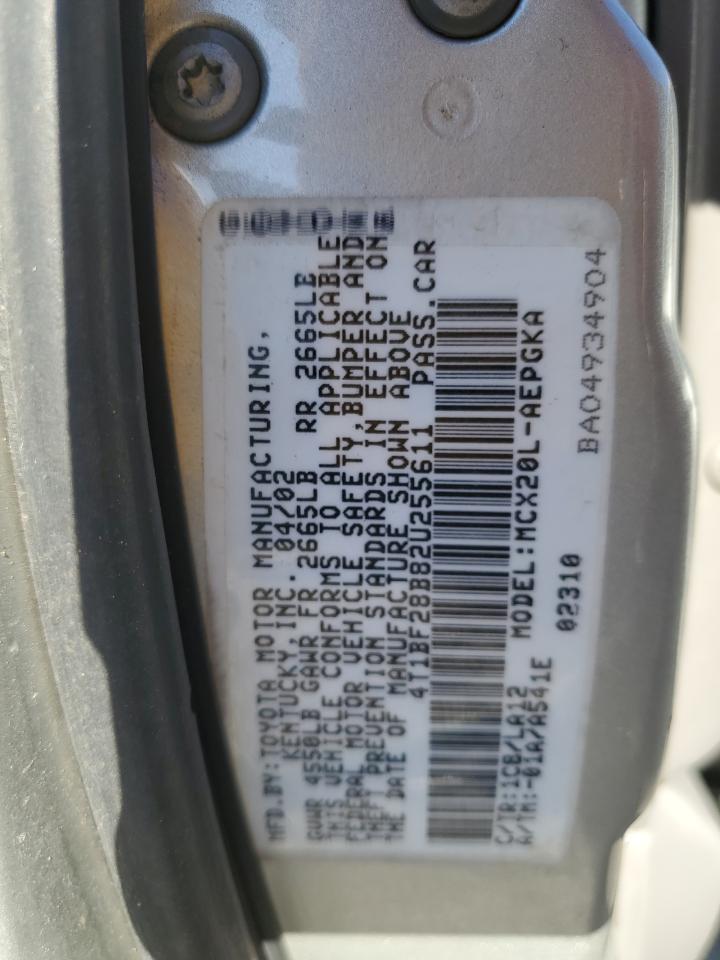 MFD.BY:TOYOTA MOTOR MANUFACTURING,
KENTUCKY,INC. 04/02
GVWR 4550LB GAWR FR 2665LB RR 2665LB
THIS VEHICLE CONFORMS TO ALL APPLICABLE
FEDERAL MOTOR VEHICLE SAFETY,BUMPER AND
THEFT PREVENTION STANDARDS IN EFFECT ON
THE DATE OF MANUFACTURE SHOWN ABOVE
4T1BF28B82U255611 PASS.CAR
C/TR:1C8/LA12 MODEL:MCX20L-AEPGKA
A/TM:-01A/A541E 02310
BA04934904